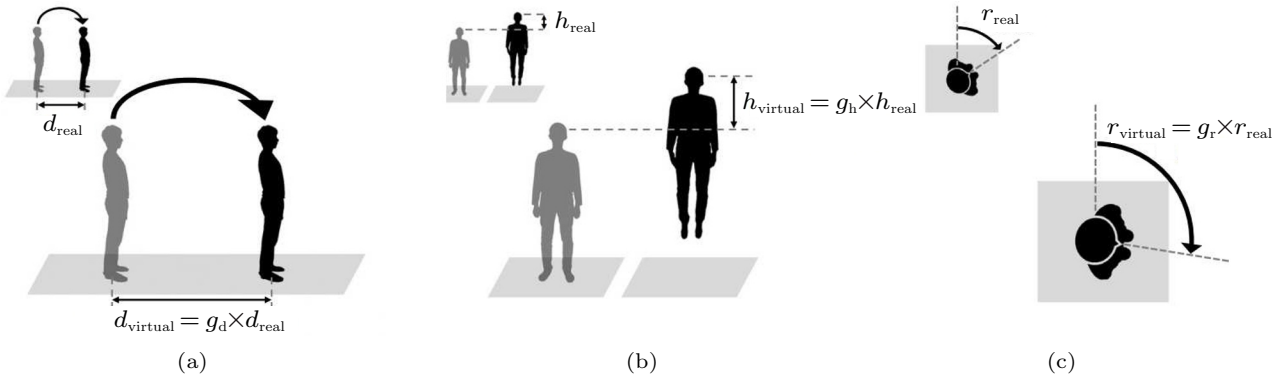 d_real
d_virtual = g_d × d_real
(a)
h_real
h_virtual = g_h × h_real
(b)
r_real
r_virtual = g_r × r_real
(c)